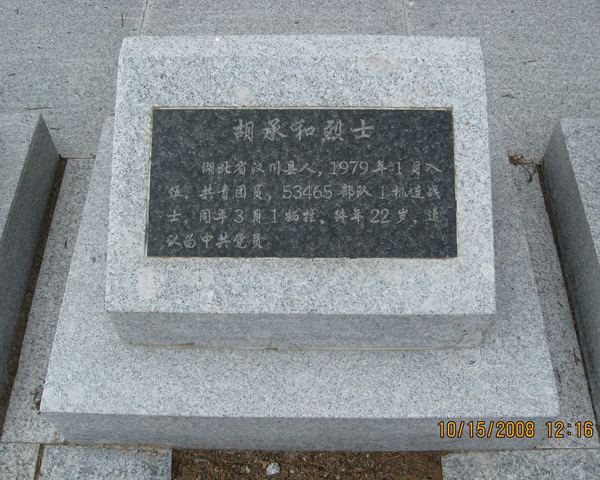 胡承和烈士
湖北省汉川县人，1979年1月入
伍，共青团员，53465部队1机连战
士，同年3月1牺牲，终年22岁，追
认为中共党员。
10/15/2008 12:16